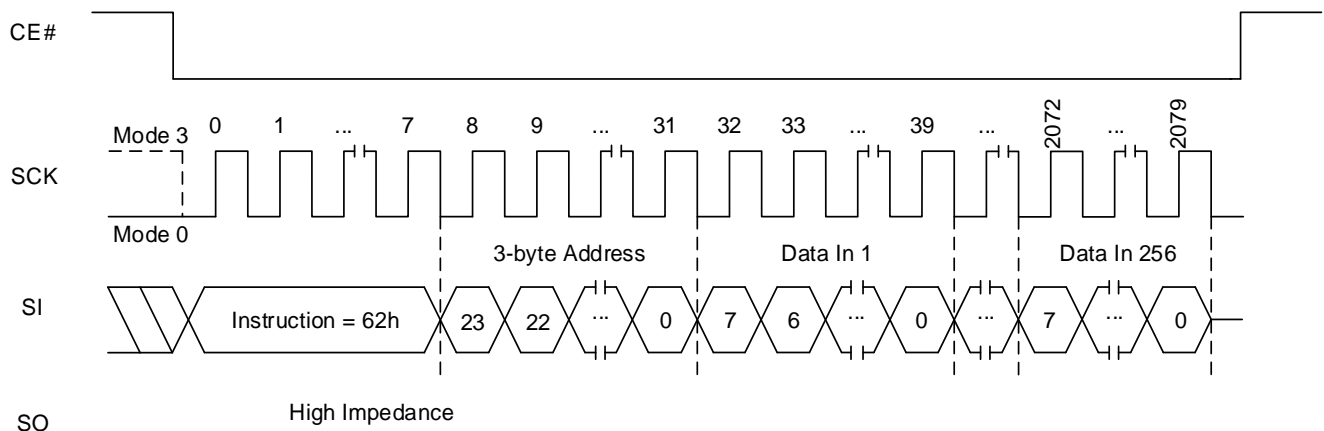 CE#
0 1 ... 7 8 9 ... 31 32 33 ... 39 ... 2072 ... 2079
Mode 3
SCK
Mode 0
3-byte Address Data In 1 Data In 256
SI
Instruction = 62h 23 22 ... 0 7 6 ... 0 ... 7 ... 0
High Impedance
SO